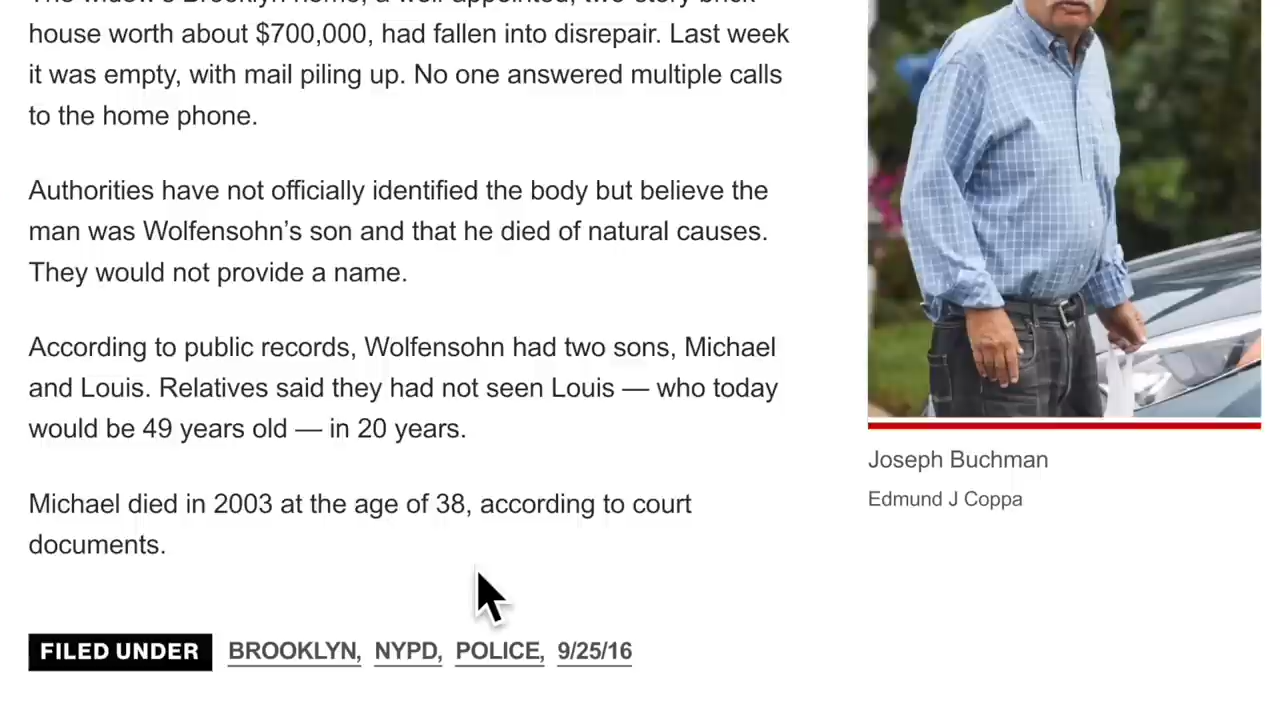 house worth about $700,000, had fallen into disrepair. Last week
it was empty, with mail piling up. No one answered multiple calls
to the home phone.
Authorities have not officially identified the body but believe the
man was Wolfensohn’s son and that he died of natural causes.
They would not provide a name.
According to public records, Wolfensohn had two sons, Michael
and Louis. Relatives said they had not seen Louis — who today
would be 49 years old — in 20 years.
Michael died in 2003 at the age of 38, according to court
documents.
FILED UNDER BROOKLYN, NYPD, POLICE, 9/25/16
Joseph Buchman
Edmund J Coppa